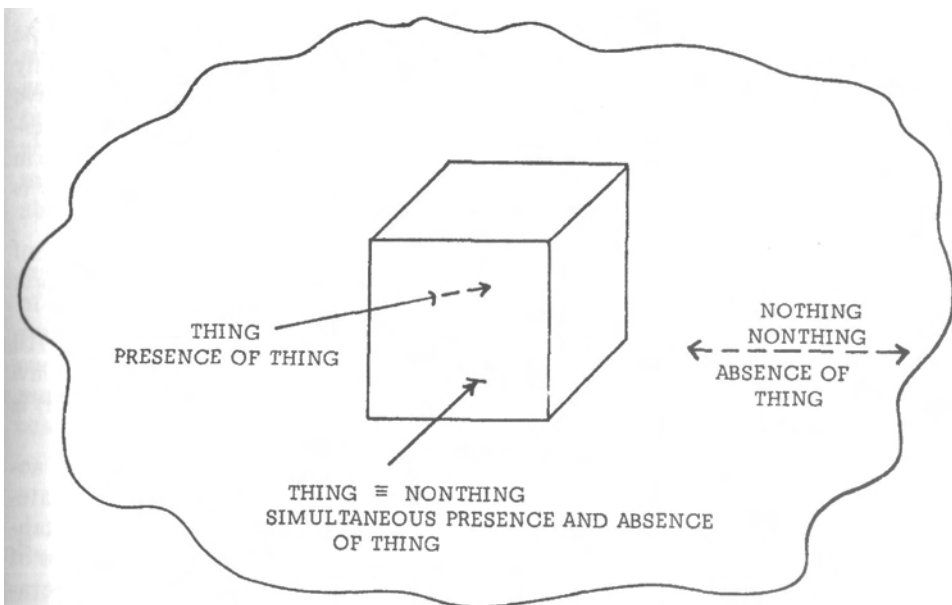 THING
PRESENCE OF THING
NOTHING
NONTHING
ABSENCE OF
THING
THING ≅ NONTHING
SIMULTANEOUS PRESENCE AND ABSENCE
OF THING